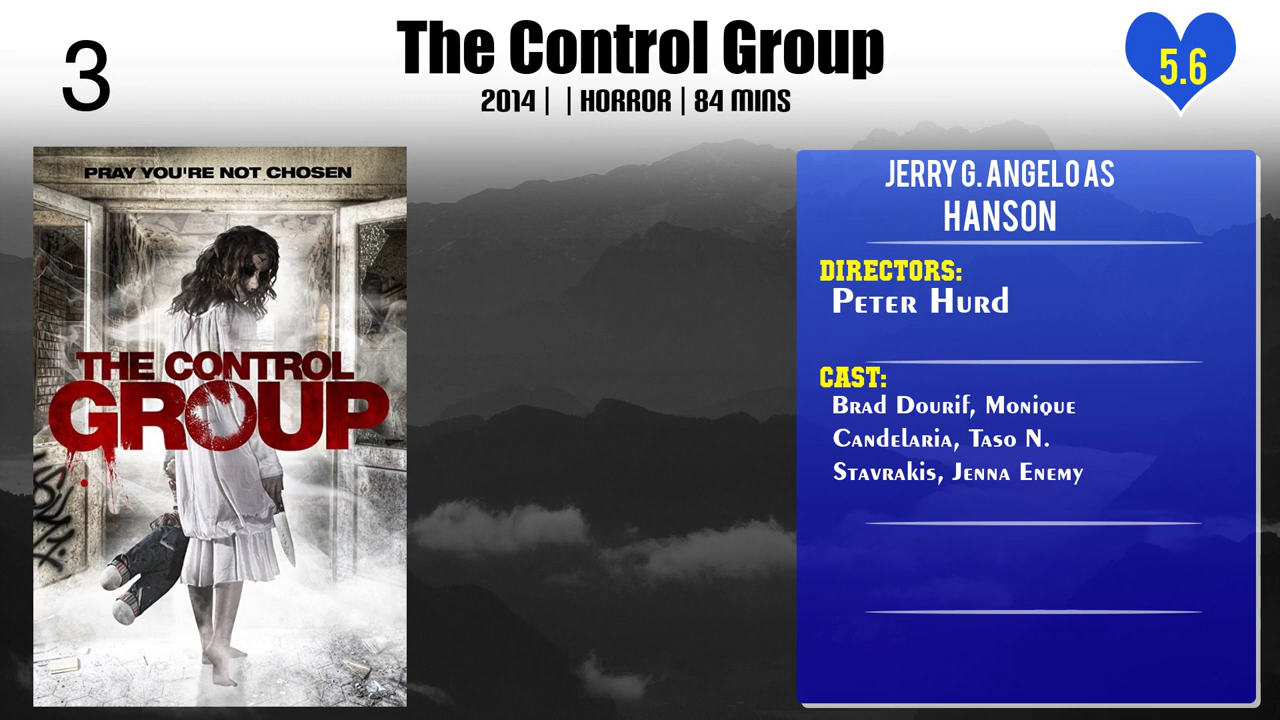 3
The Control Group
2014 | | HORROR | 84 MINS
5.6
PRAY YOU'RE NOT CHOSEN
THE CONTROL
GROUP
JERRY G. ANGELO AS
HANSON
DIRECTORS:
Peter Hurd
CAST:
Brad Dourif, Monique
Candelaria, Taso N.
Stavrakis, Jenna Enemy